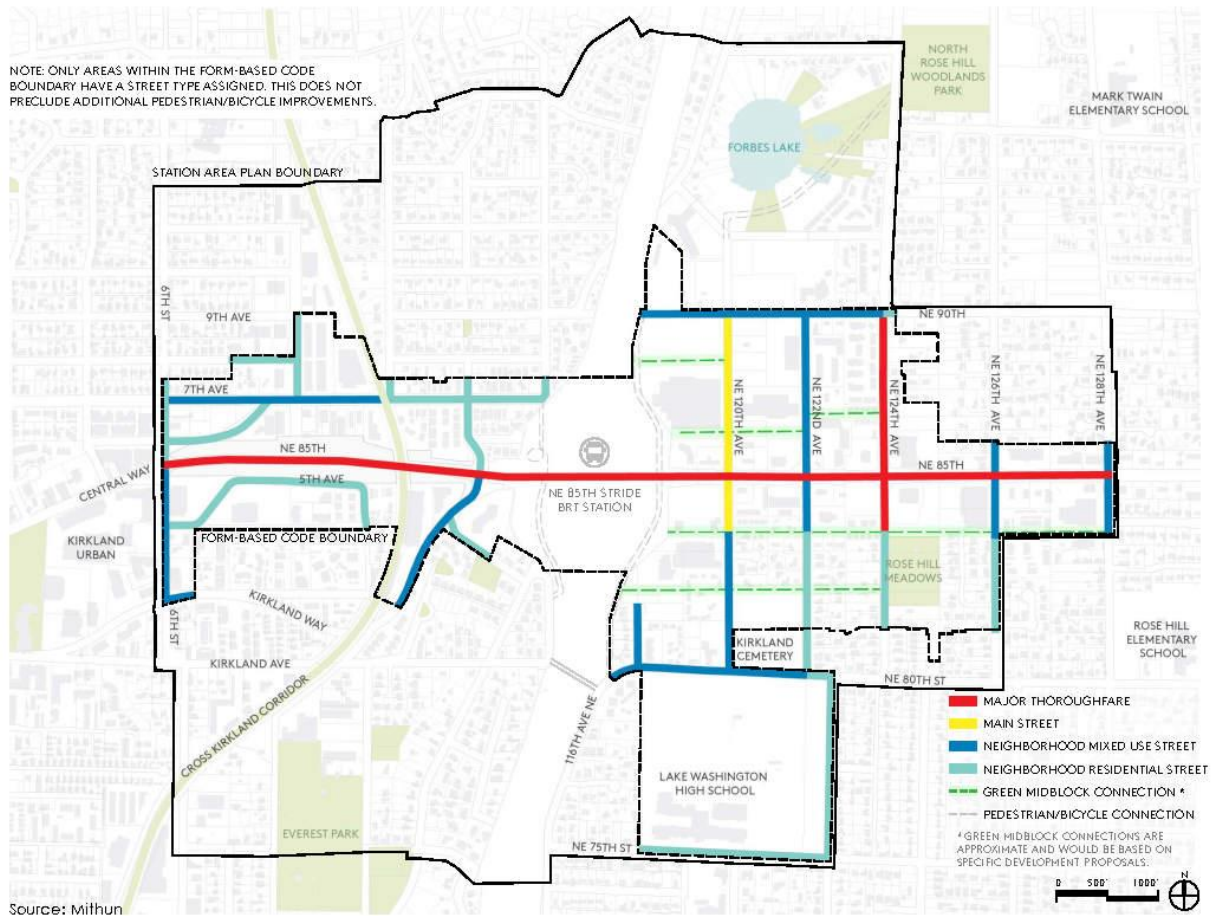 NOTE: ONLY AREAS WITHIN THE FORM-BASED CODE
BOUNDARY HAVE A STREET TYPE ASSIGNED. THIS DOES NOT
PRECLUDE ADDITIONAL PEDESTRIAN/BICYCLE IMPROVEMENTS.
NORTH
ROSE HILL
WOODLANDS
PARK
MARK TWAIN
ELEMENTARY SCHOOL
FORBES LAKE
STATION AREA PLAN BOUNDARY
6TH ST
9TH AVE
NE 90TH
7TH AVE
NE 120TH AVE
NE 122ND AVE
NE 124TH AVE
NE 126TH AVE
NE 128TH AVE
NE 85TH
NE 85TH
CENTRAL WAY
5TH AVE
NE 85TH STRIDE
BRT STATION
KIRKLAND
URBAN
FORM-BASED CODE BOUNDARY
ROSE HILL
MEADOWS
KIRKLAND WAY
6TH ST
KIRKLAND
CEMETERY
ROSE HILL
ELEMENTARY
SCHOOL
KIRKLAND AVE
NE 80TH ST
CROSS KIRKLAND CORRIDOR
116TH AVE NE
LAKE WASHINGTON
HIGH SCHOOL
EVEREST PARK
NE 75TH ST
MAJOR THOROUGHFARE
MAIN STREET
NEIGHBORHOOD MIXED USE STREET
NEIGHBORHOOD RESIDENTIAL STREET
GREEN MIDBLOCK CONNECTION *
PEDESTRIAN/BICYCLE CONNECTION
* GREEN MIDBLOCK CONNECTIONS ARE
APPROXIMATE AND WOULD BE BASED ON
SPECIFIC DEVELOPMENT PROPOSALS.
0 500' 1000'
N
Source: Mithun